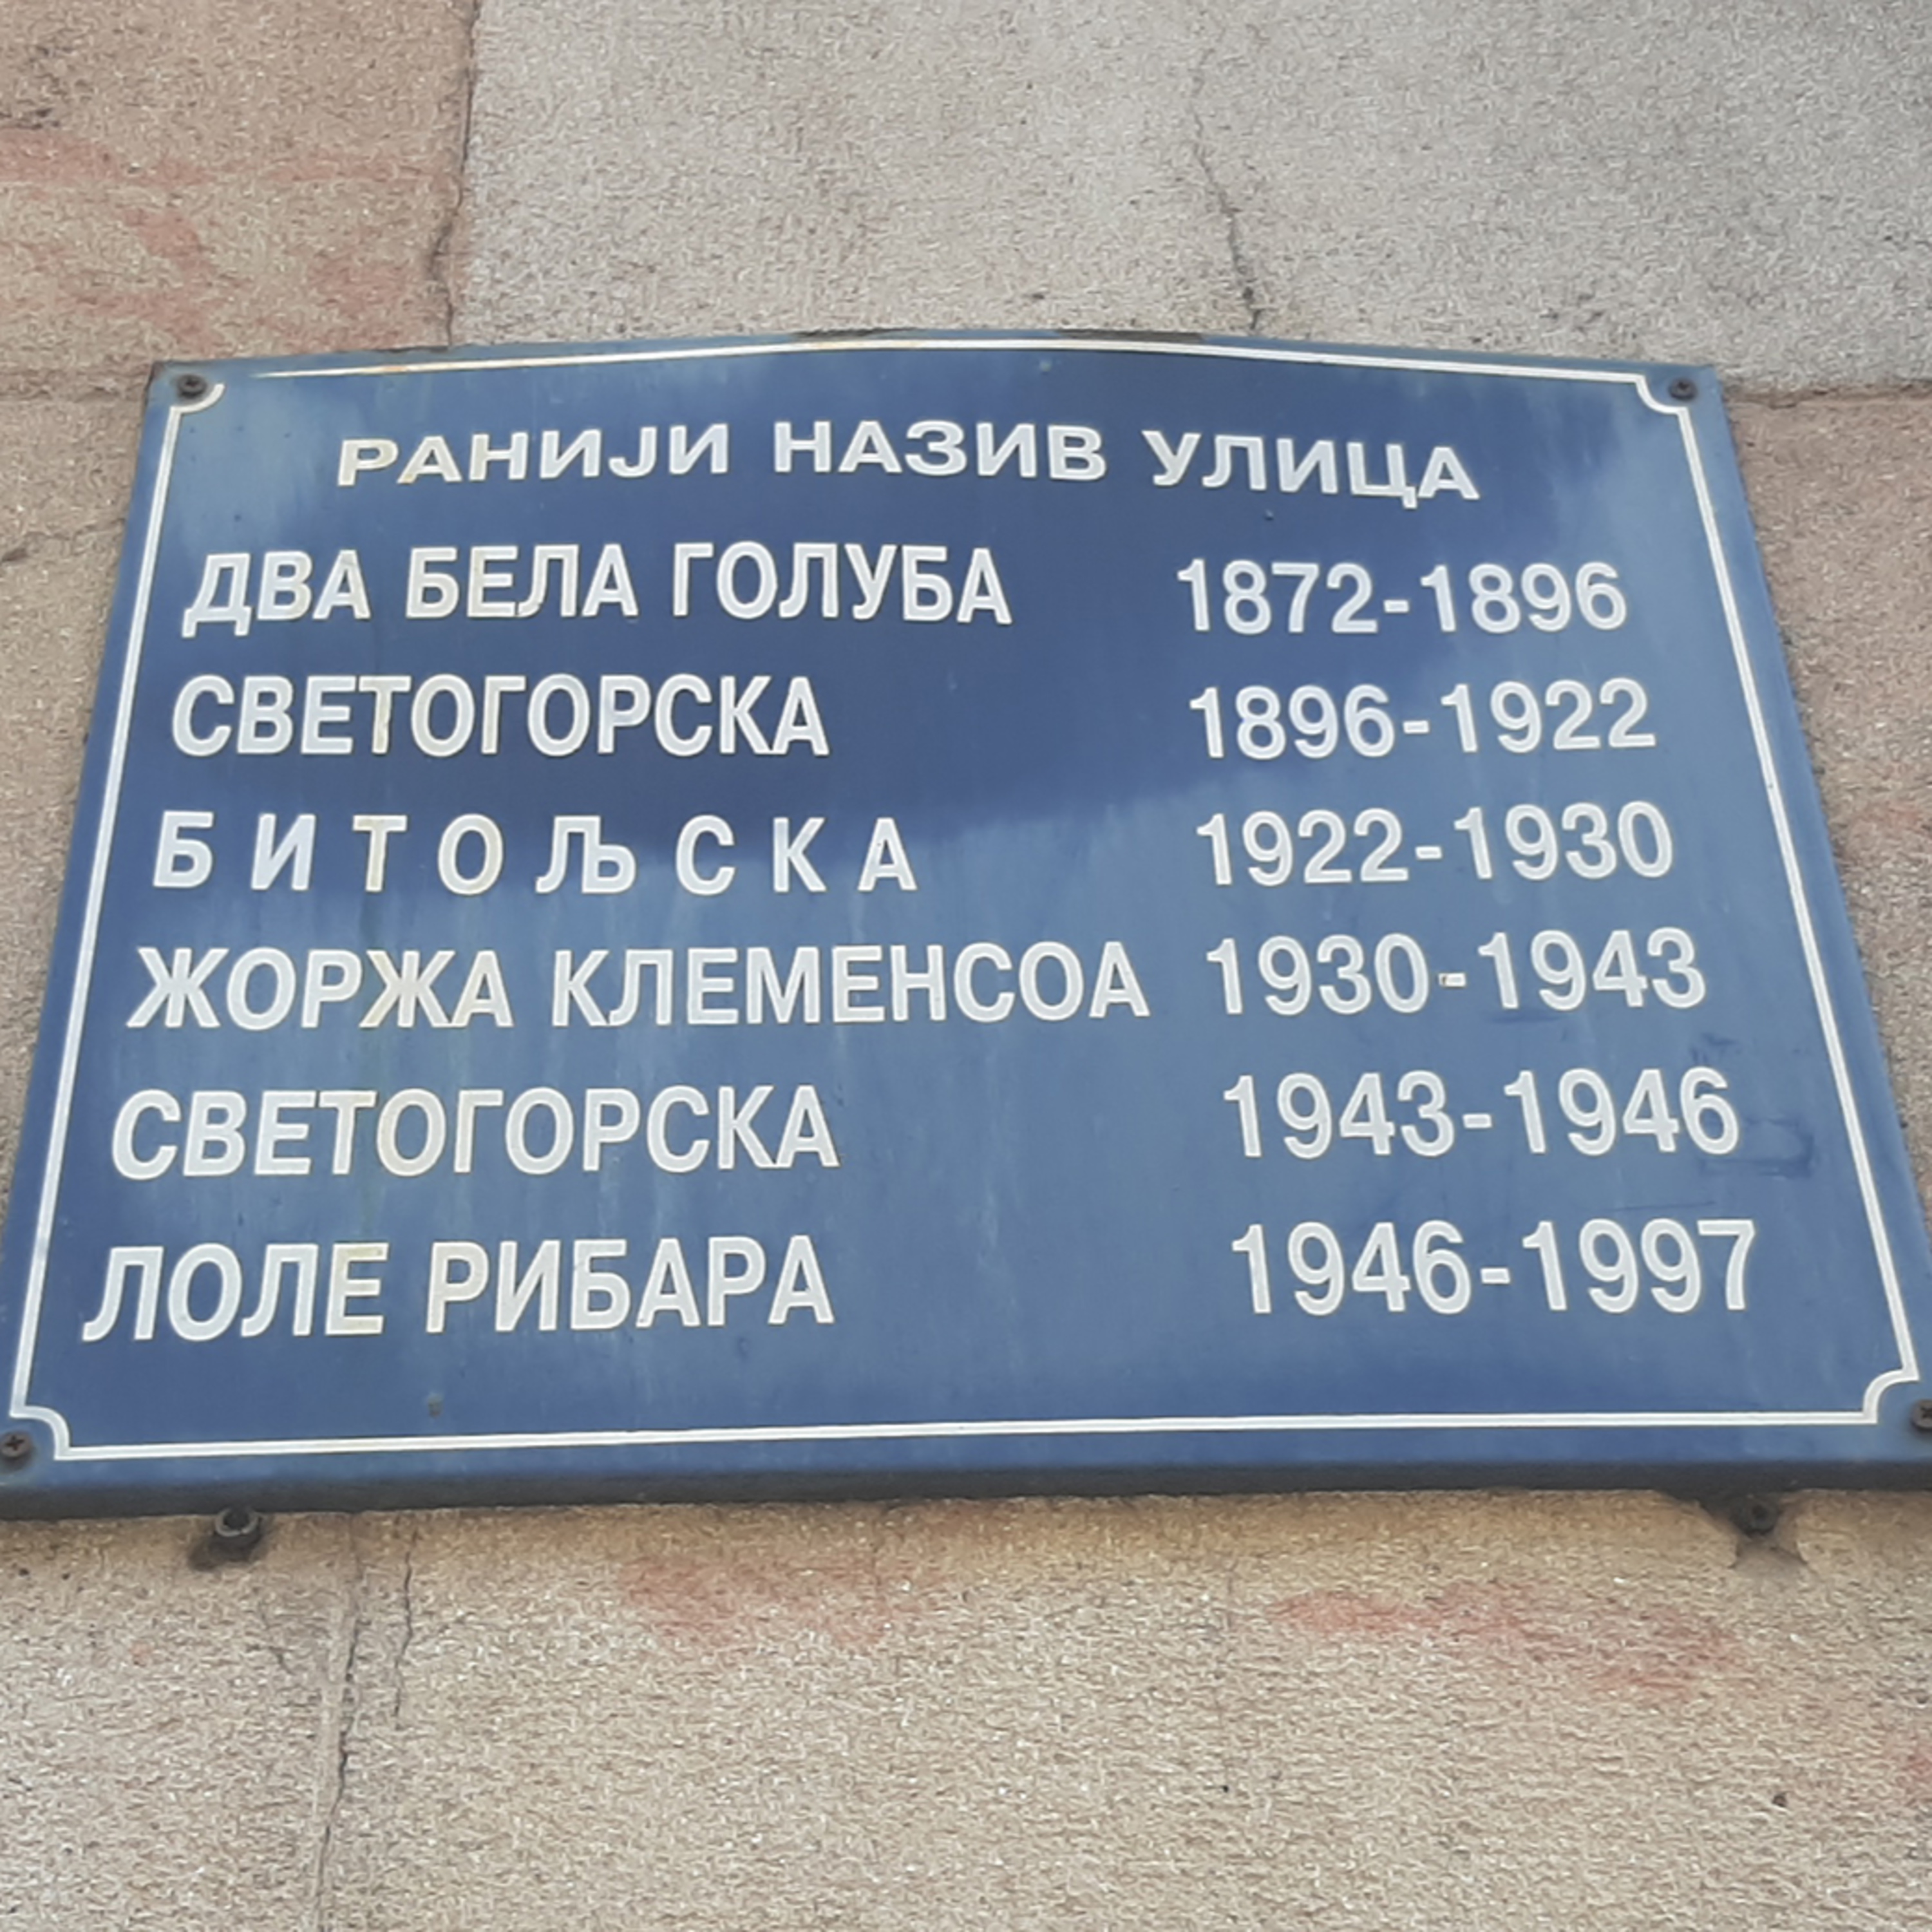 РАНИЈИ НАЗИВ УЛИЦА
ДВА БЕЛА ГОЛУБА 1872-1896
СВЕТОГОРСКА 1896-1922
БИТОЉСКА 1922-1930
ЖОРЖА КЛЕМЕНСОА 1930-1943
СВЕТОГОРСКА 1943-1946
ЛОЛЕ РИБАРА 1946-1997